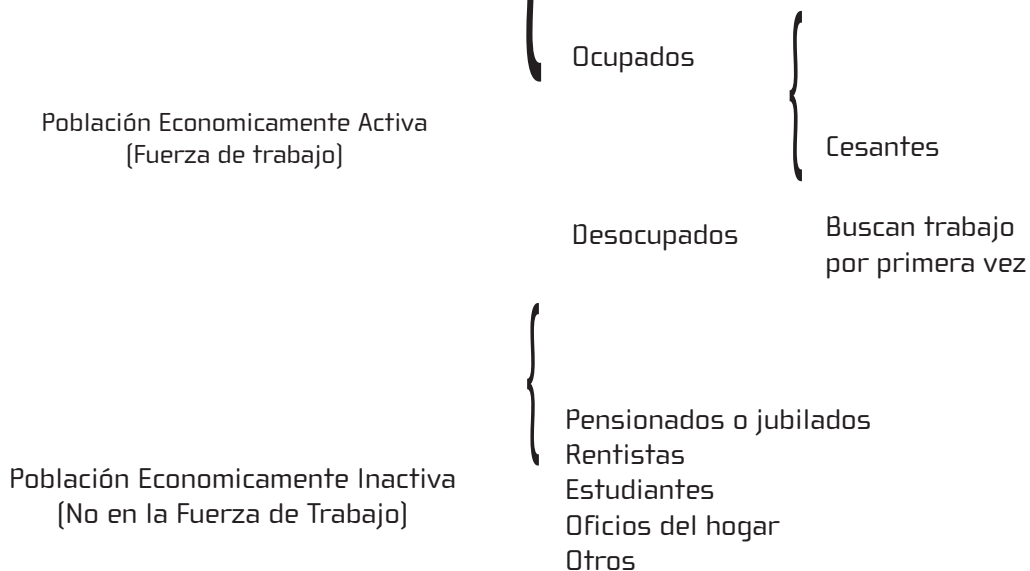 Ocupados
Población Economicamente Activa
(Fuerza de trabajo)
Cesantes
Desocupados
Buscan trabajo
por primera vez
Pensionados o jubilados
Rentistas
Población Economicamente Inactiva
(No en la Fuerza de Trabajo)
Estudiantes
Oficios del hogar
Otros